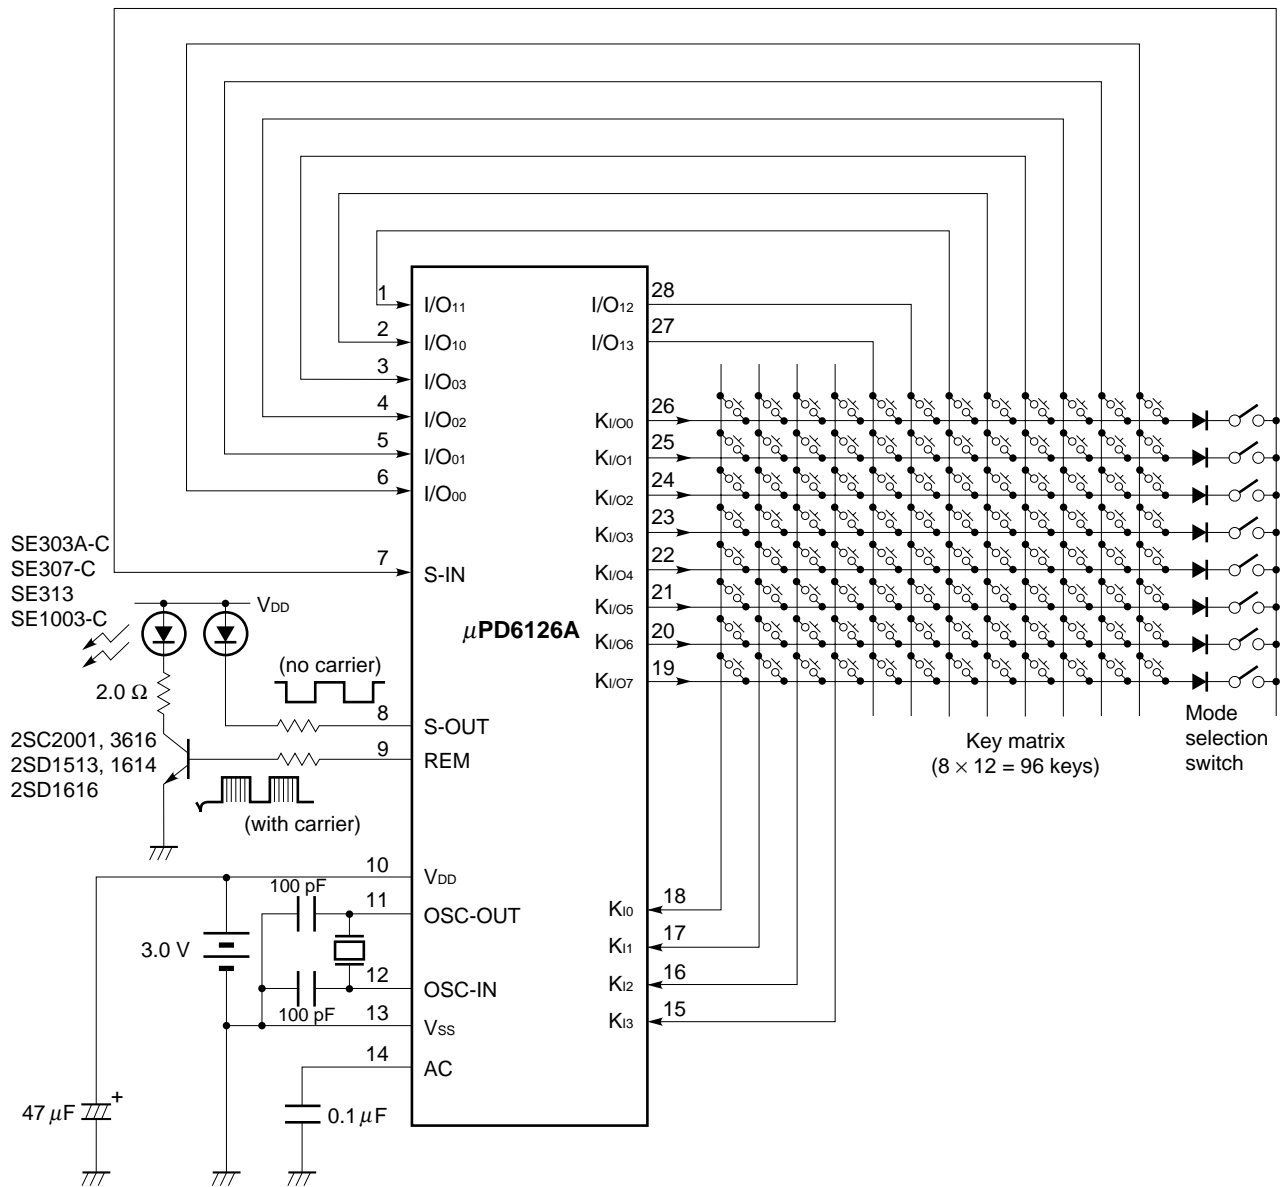 1
I/O11
2
I/O10
3
I/O03
4
I/O02
5
I/O01
6
I/O00
7
S-IN
28
I/O12
27
I/O13
26
KI/O0
25
KI/O1
24
KI/O2
23
KI/O3
22
KI/O4
21
KI/O5
20
KI/O6
19
KI/O7
μPD6126A
SE303A-C
SE307-C
SE313
SE1003-C
VDD
2.0 Ω
(no carrier)
8
S-OUT
9
REM
2SC2001, 3616
2SD1513, 1614
2SD1616
(with carrier)
Key matrix
(8 × 12 = 96 keys)
Mode
selection
switch
10
VDD
100 pF
11
OSC-OUT
3.0 V
12
OSC-IN
100 pF
13
VSS
14
AC
47 μF
+
0.1 μF
18
KI0
17
KI1
16
KI2
15
KI3